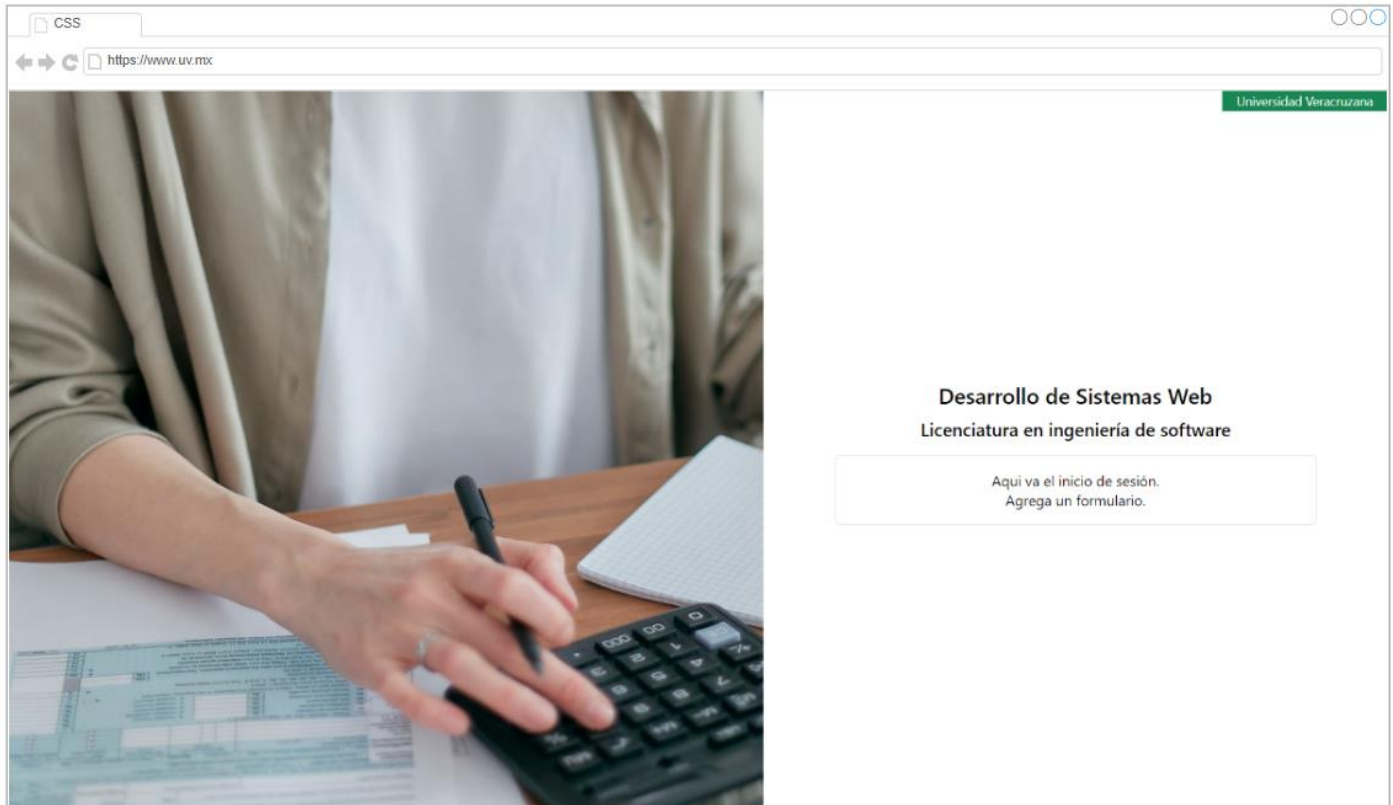 CSS
https://www.uv.mx
Universidad Veracruzana
Desarrollo de Sistemas Web
Licenciatura en ingeniería de software
Aqui va el inicio de sesión.
Agrega un formulario.